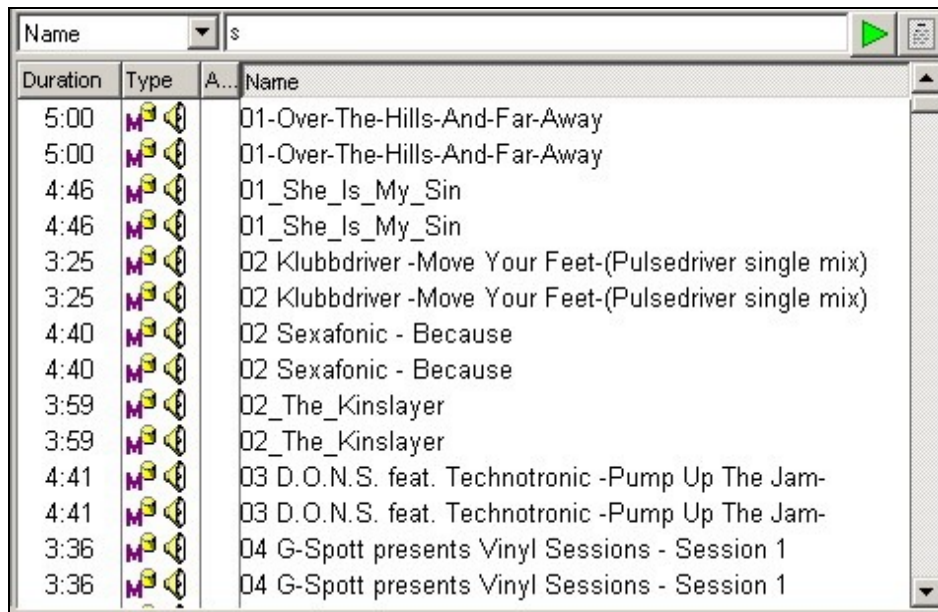 Name s
Duration Type A... Name
5:00 M 01-Over-The-Hills-And-Far-Away
5:00 M 01-Over-The-Hills-And-Far-Away
4:46 M 01_She_Is_My_Sin
4:46 M 01_She_Is_My_Sin
3:25 M 02 Klubbdriver -Move Your Feet-(Pulsedriver single mix)
3:25 M 02 Klubbdriver -Move Your Feet-(Pulsedriver single mix)
4:40 M 02 Sexafonic - Because
4:40 M 02 Sexafonic - Because
3:59 M 02_The_Kinslayer
3:59 M 02_The_Kinslayer
4:41 M 03 D.O.N.S. feat. Technotronic -Pump Up The Jam-
4:41 M 03 D.O.N.S. feat. Technotronic -Pump Up The Jam-
3:36 M 04 G-Spott presents Vinyl Sessions - Session 1
3:36 M 04 G-Spott presents Vinyl Sessions - Session 1